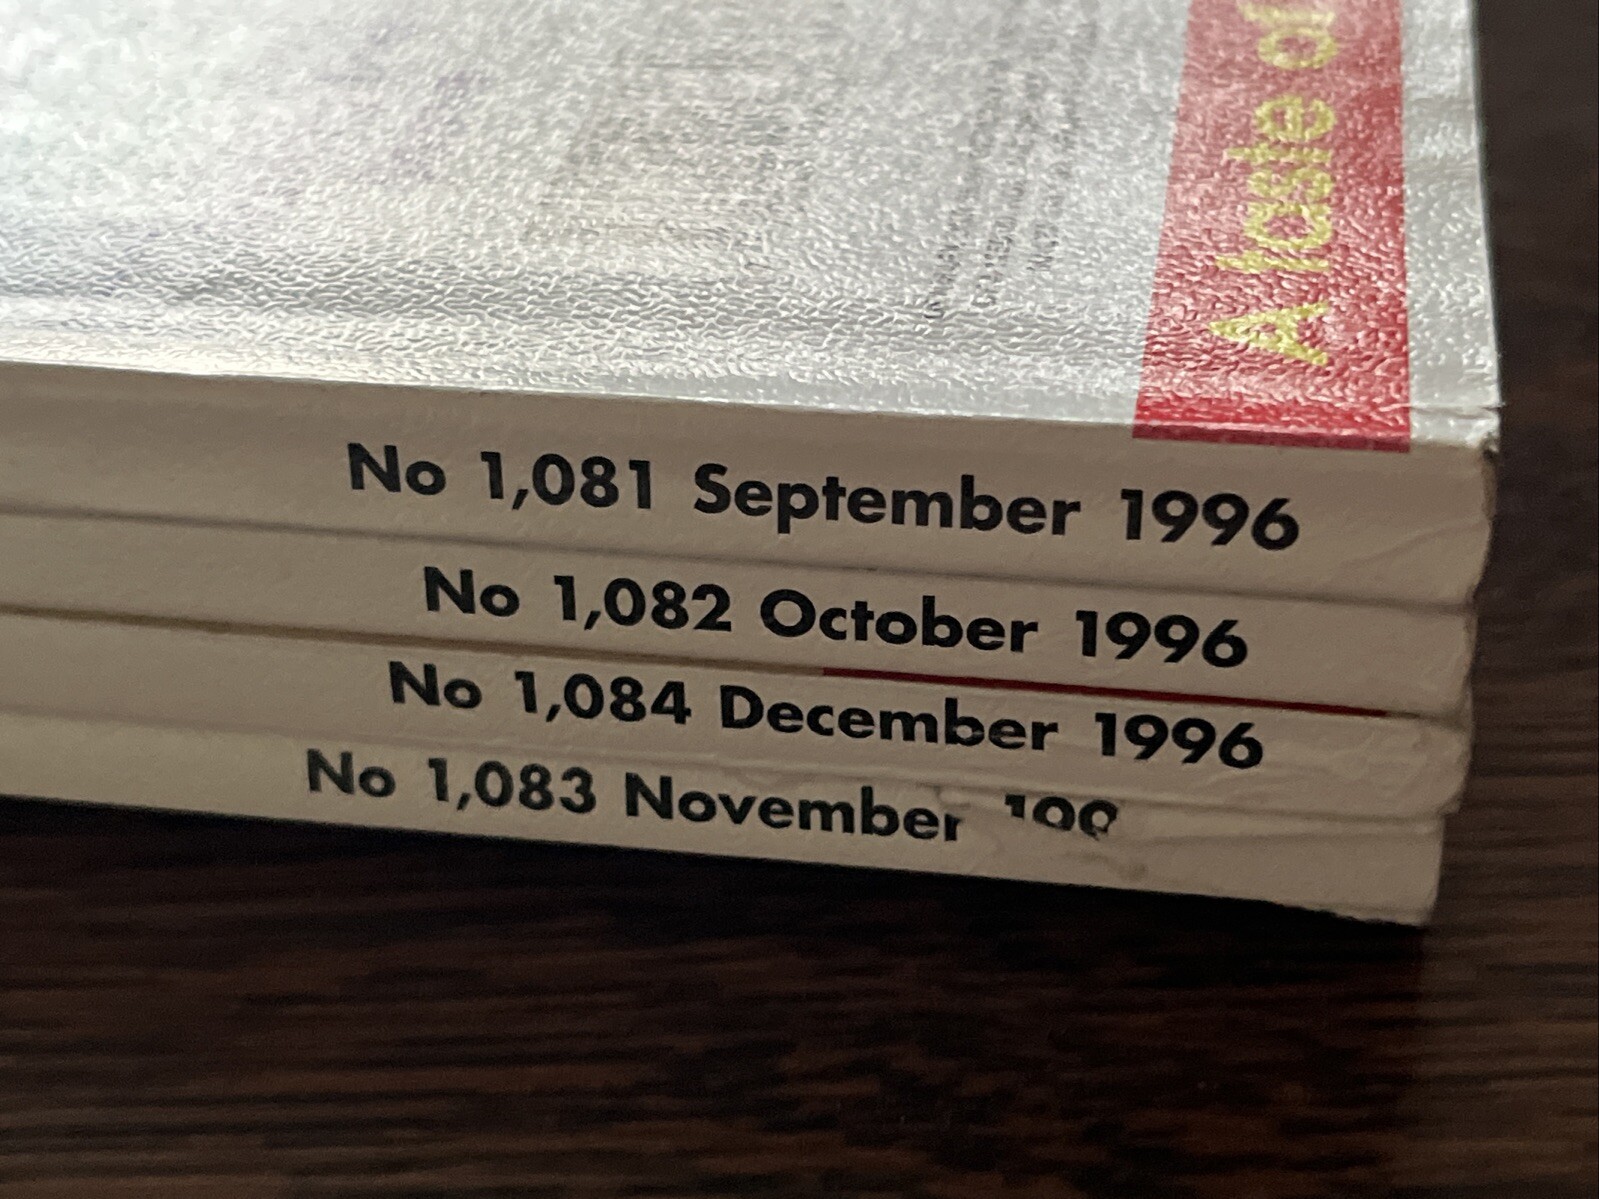 A taste of
No 1,081 September 1996
No 1,082 October 1996
No 1,084 December 1996
No 1,083 November 199